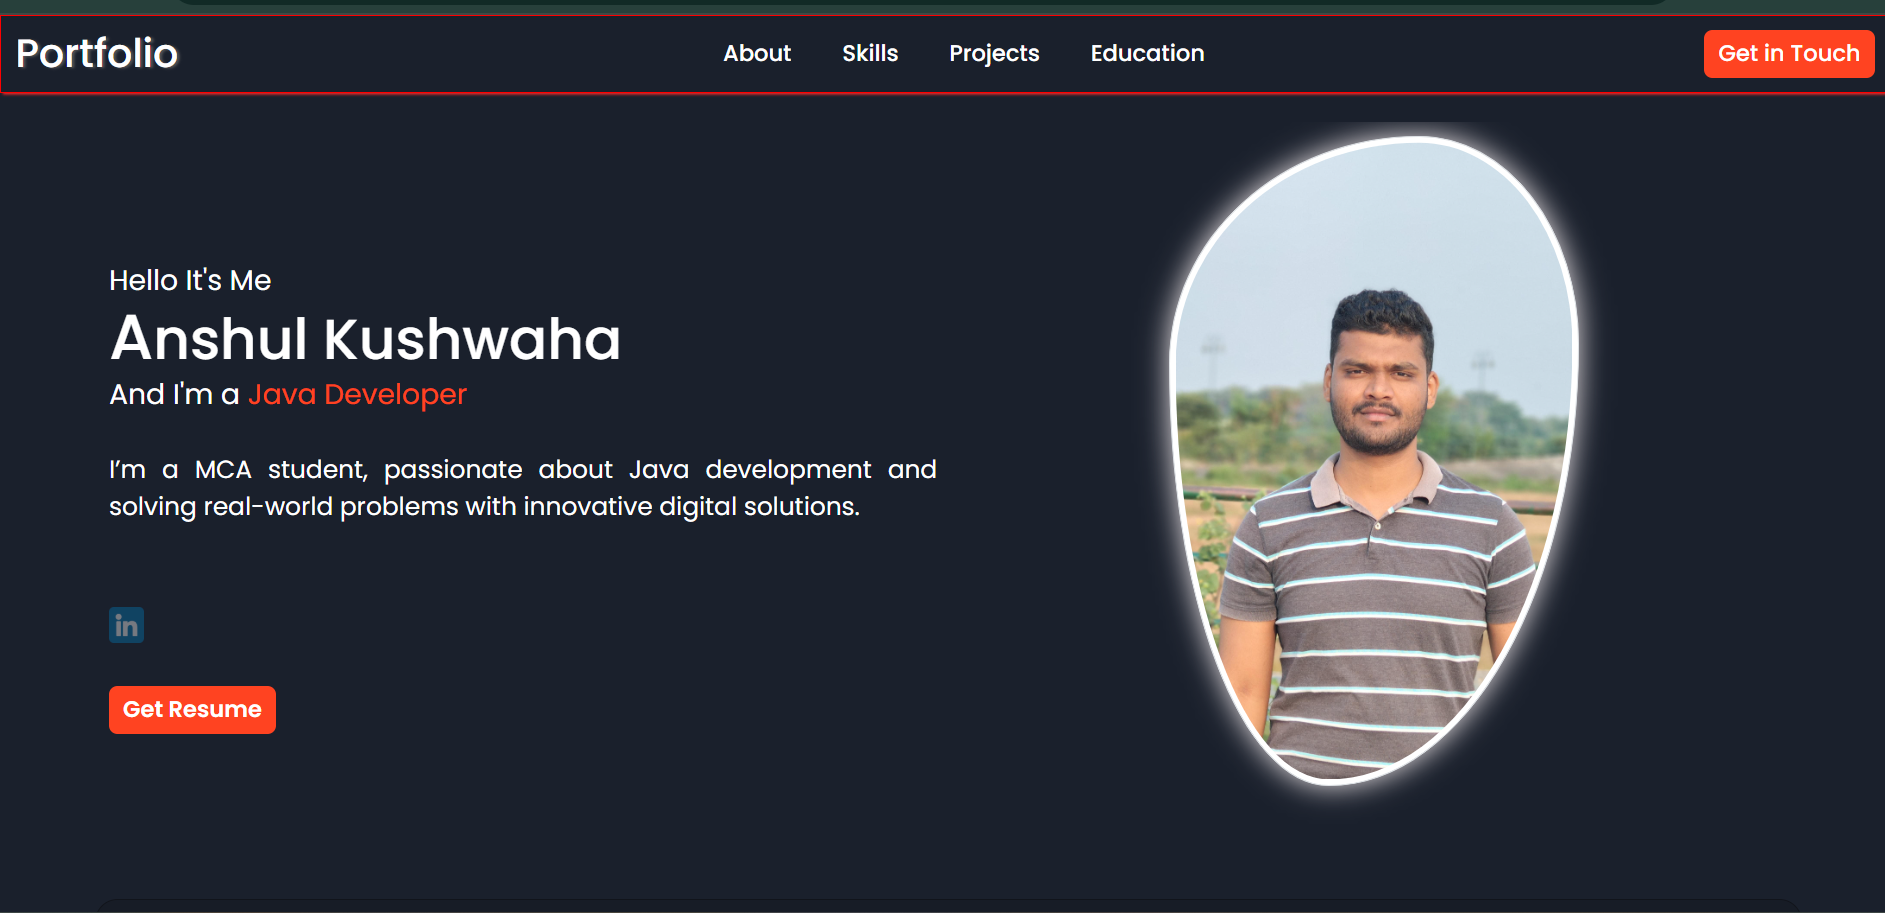 Portfolio
About
Skills
Projects
Education
Get in Touch
Hello It's Me
Anshul Kushwaha
And I'm a Java Developer
I’m a MCA student, passionate about Java development and
solving real-world problems with innovative digital solutions.
in
Get Resume